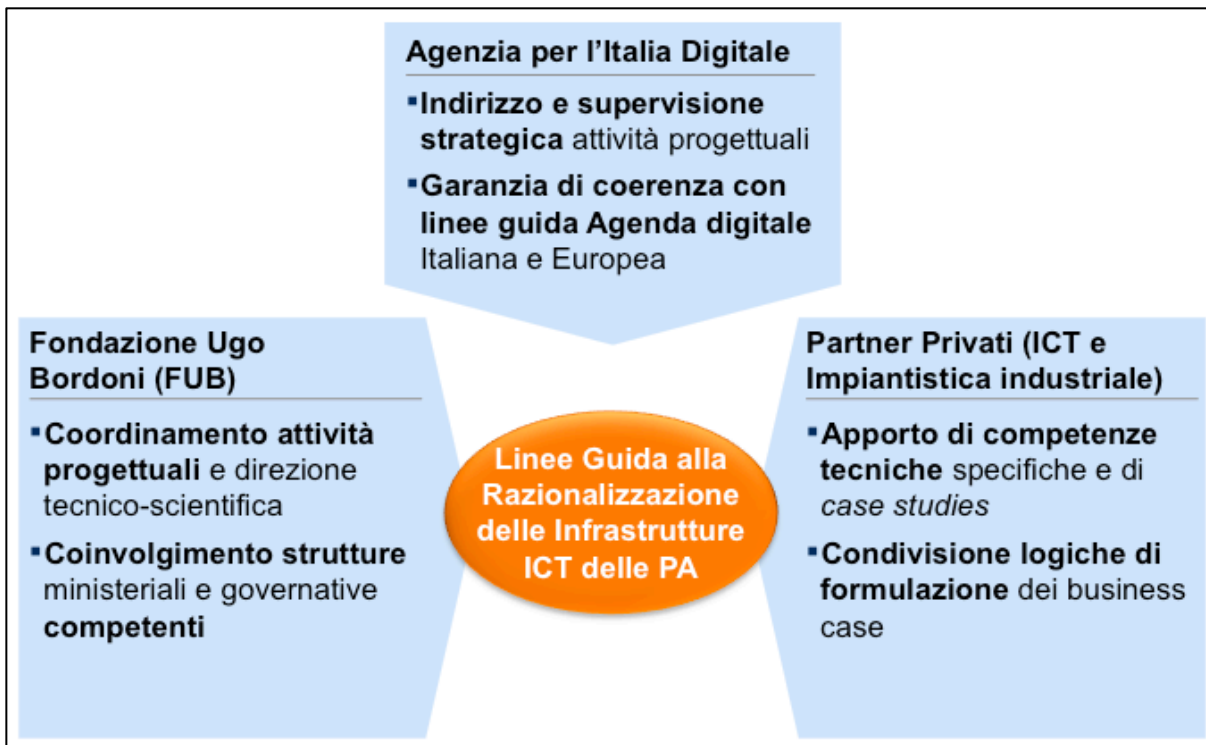 Agenzia per l'Italia Digitale
▪Indirizzo e supervisione
strategica attività progettuali
▪Garanzia di coerenza con
linee guida Agenda digitale
Italiana e Europea
Fondazione Ugo
Bordoni (FUB)
▪Coordinamento attività
progettuali e direzione
tecnico-scientifica
▪Coinvolgimento strutture
ministeriali e governative
competenti
Linee Guida alla
Razionalizzazione
delle Infrastrutture
ICT delle PA
Partner Privati (ICT e
Impiantistica industriale)
▪Apporto di competenze
tecniche specifiche e di
case studies
▪Condivisione logiche di
formulazione dei business
case